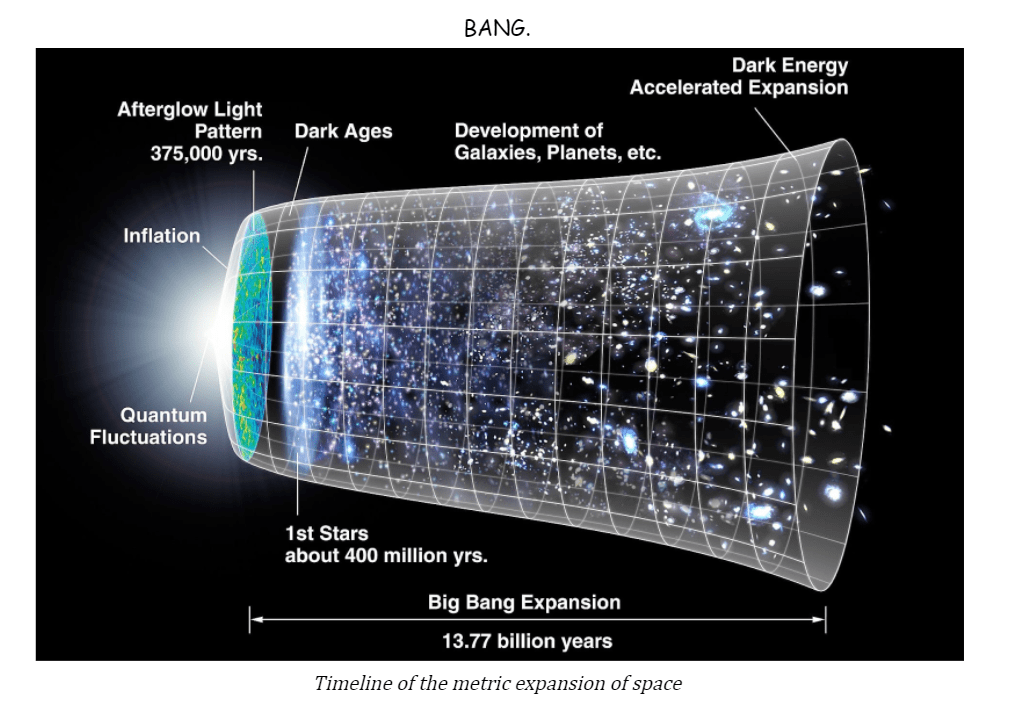 BANG.
Dark Energy
Accelerated Expansion
Afterglow Light
Pattern
375,000 yrs.
Dark Ages
Development of
Galaxies, Planets, etc.
Inflation
Quantum
Fluctuations
1st Stars
about 400 million yrs.
Big Bang Expansion
13.77 billion years
Timeline of the metric expansion of space